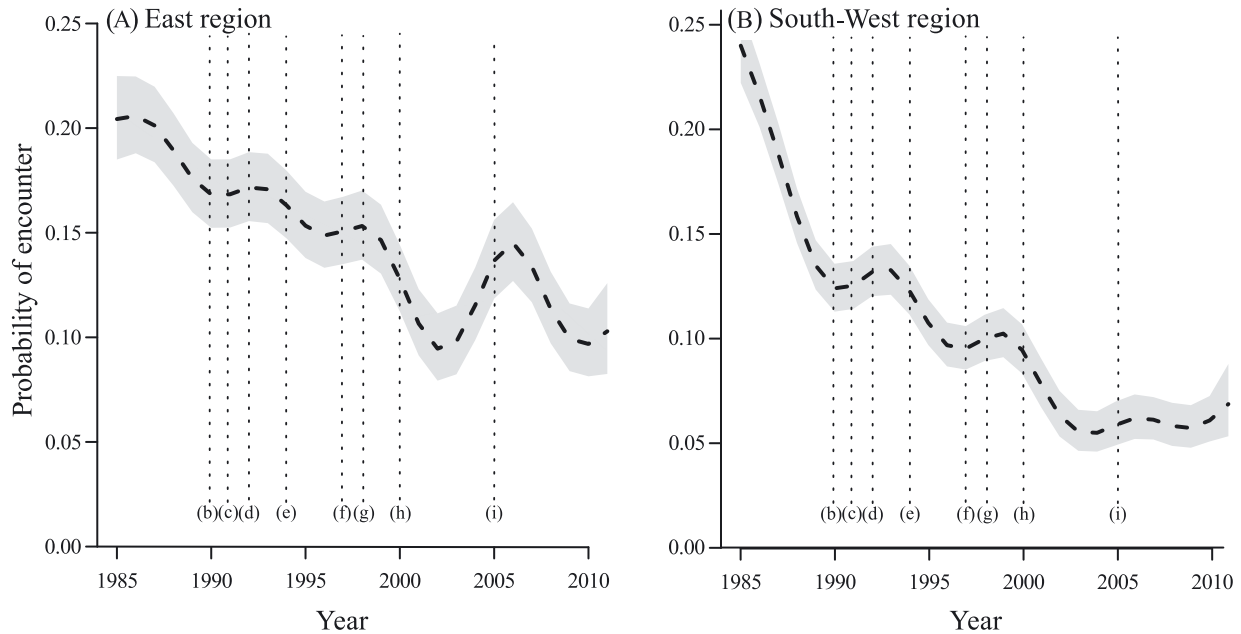 (A) East region
Probability of encounter
0.25
0.20
0.15
0.10
0.05
0.00
(b) (c) (d) (e) (f) (g) (h) (i)
1985 1990 1995 2000 2005 2010
Year
(B) South-West region
0.25
0.20
0.15
0.10
0.05
0.00
(b) (c) (d) (e) (f) (g) (h) (i)
1985 1990 1995 2000 2005 2010
Year